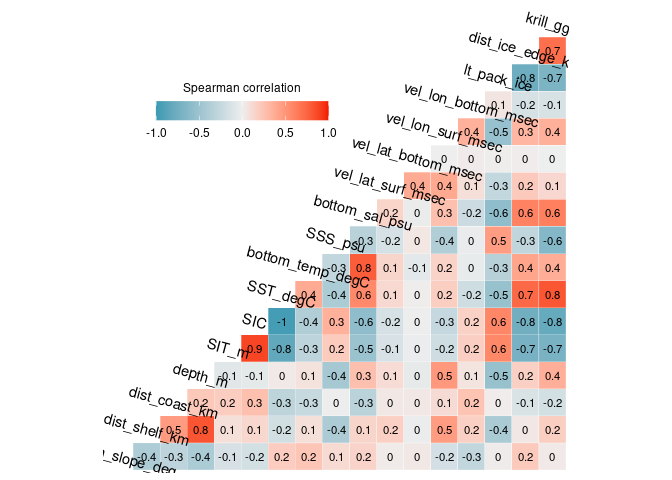 krill_gg
dist_ice_edge_k
0.7
lt_pack_ice
-0.8 -0.7
vel_lon_bottom_msec
0.1 -0.2 -0.1
vel_lon_surf_msec
0.4 -0.5 0.3 0.4
vel_lat_bottom_msec
0 0 0 0 0
vel_lat_surf_msec
0.4 0.4 0.1 -0.3 0.2 0.1
bottom_sal_psu
0.2 0 0.3 -0.2 -0.6 0.6 0.6
SSS_psu
-0.3 -0.2 0 -0.4 0 0.5 -0.3 -0.6
bottom_temp_degC
-0.3 0.8 0.1 -0.1 0.2 0 -0.3 0.4 0.4
SST_degC
0.4 -0.4 0.6 0.1 0 0.2 -0.2 -0.5 0.7 0.8
SIC
-1 -0.4 0.3 -0.6 -0.2 0 -0.3 0.2 0.6 -0.8 -0.8
SIT_m
0.9 -0.8 -0.3 0.2 -0.5 -0.1 0 -0.2 0.2 0.6 -0.7 -0.7
depth_m
-0.1 -0.1 0 0.1 -0.4 0.3 0.1 0 0.5 0.1 -0.5 0.2 0.4
dist_coast_km
0.2 0.2 0.3 -0.3 -0.3 0 -0.3 0 0 0.1 0.2 0 -0.1 -0.2
dist_shelf_km
0.5 0.8 0.1 0.1 -0.2 0.1 -0.4 0.1 0.2 0 0.5 0.2 -0.4 0 0.2
_slope_deg
-0.4 -0.3 -0.4 -0.1 -0.2 0.2 0.2 0.1 0.2 0 0 -0.2 -0.3 0 0.2 0
Spearman correlation
-1.0 -0.5 0.0 0.5 1.0